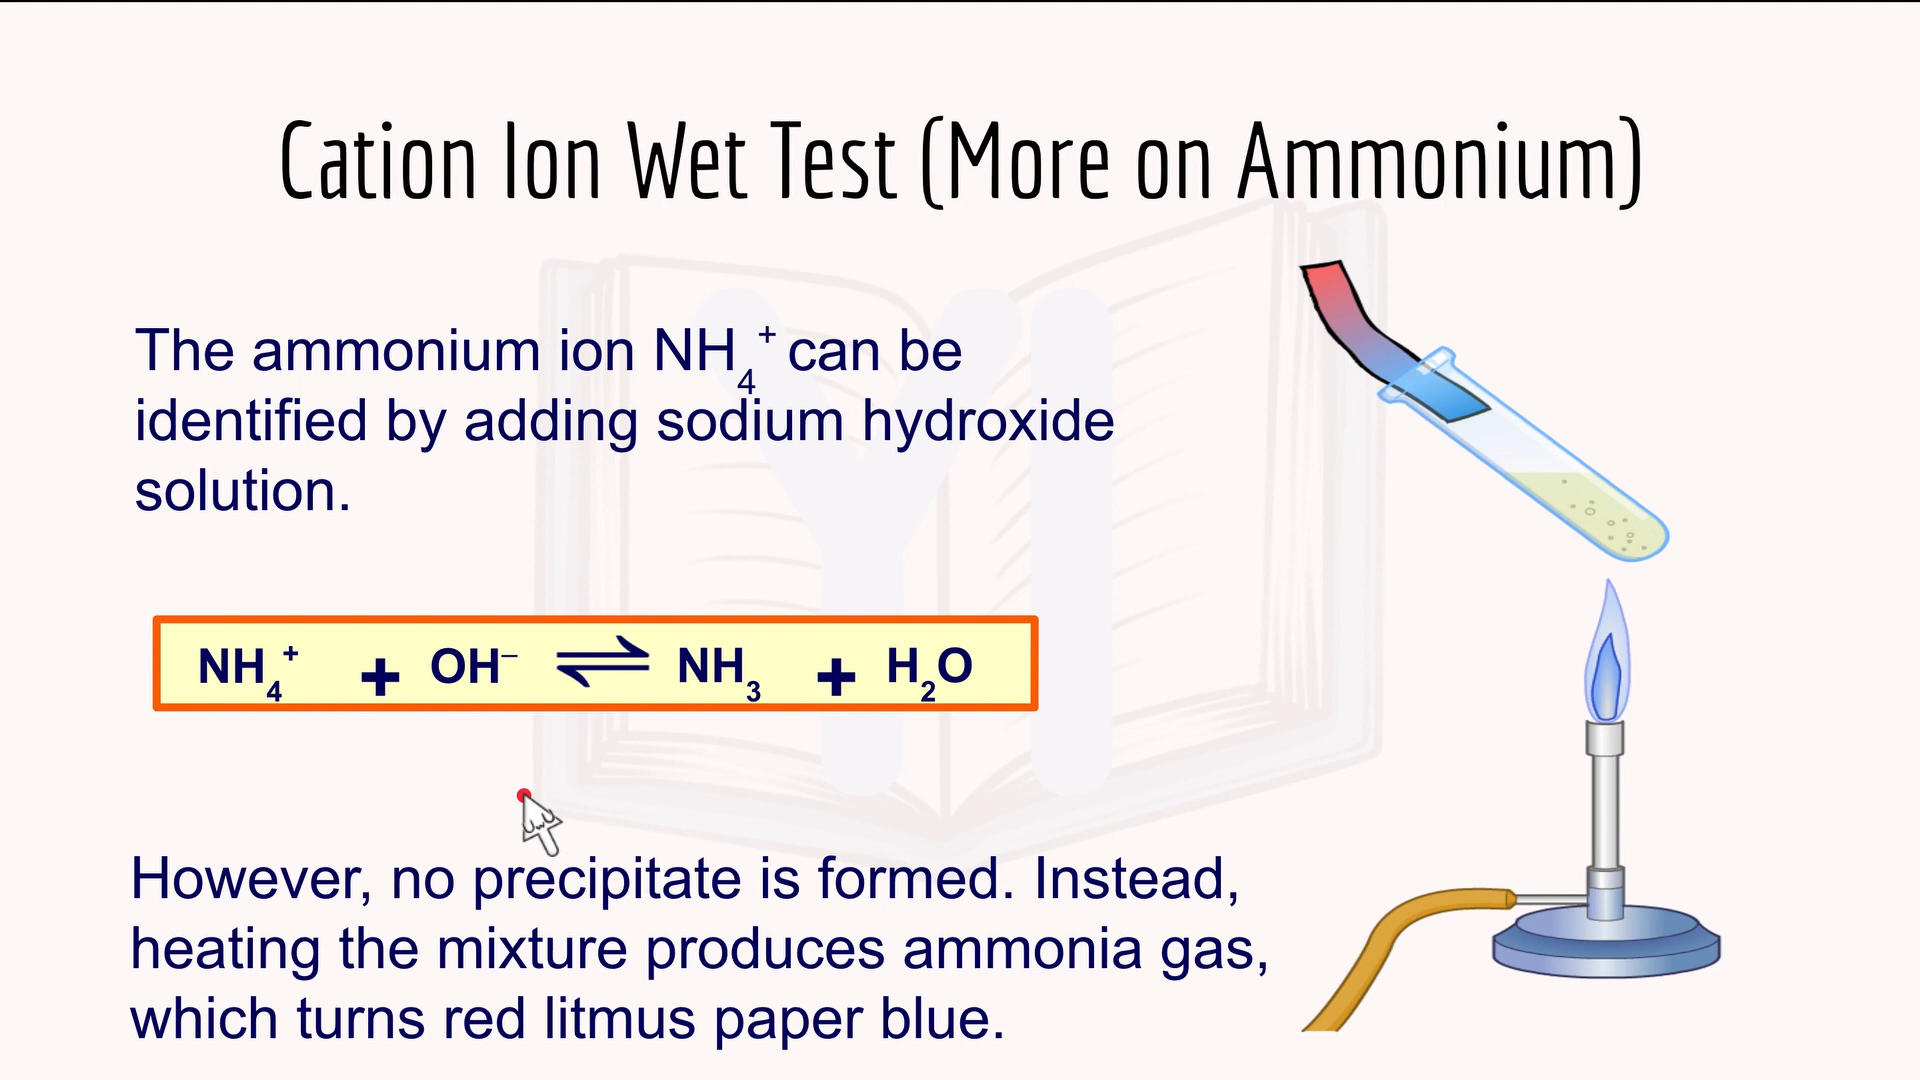 Cation Ion Wet Test (More on Ammonium)
The ammonium ion NH₄⁺ can be
identified by adding sodium hydroxide
solution.
NH₄⁺ + OH⁻ ⇌ NH₃ + H₂O
However, no precipitate is formed. Instead,
heating the mixture produces ammonia gas,
which turns red litmus paper blue.
YI